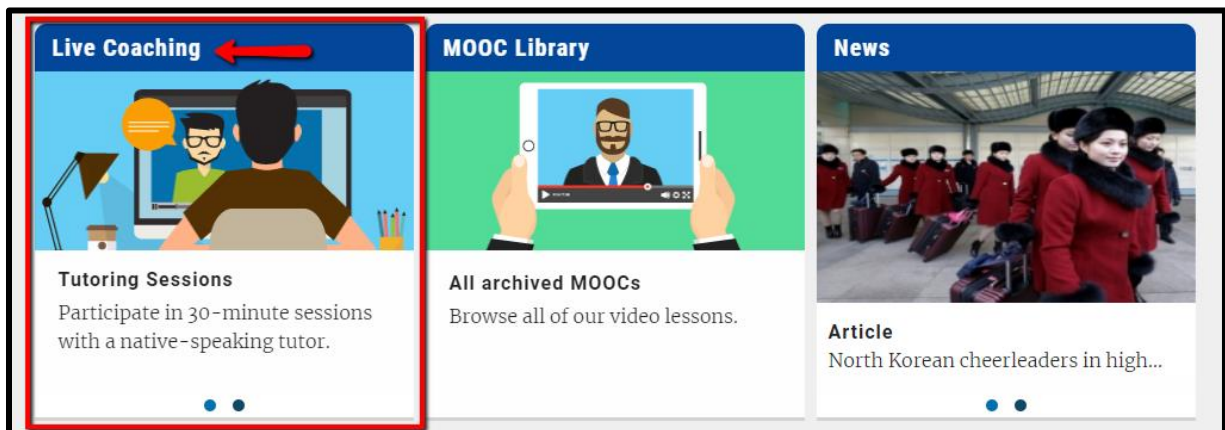 Live Coaching
Tutoring Sessions
Participate in 30-minute sessions
with a native-speaking tutor.
MOOC Library
All archived MOOCs
Browse all of our video lessons.
News
Article
North Korean cheerleaders in high...